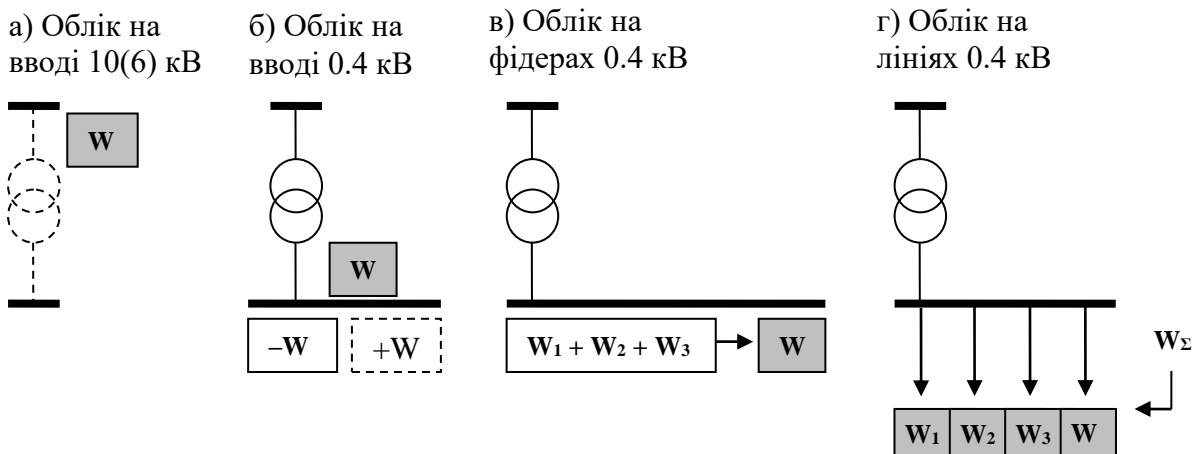 а) Облік на
вводі 10(6) кВ
б) Облік на
вводі 0.4 кВ
в) Облік на
фідерах 0.4 кВ
г) Облік на
лініях 0.4 кВ
W
W
–W
+W
W₁ + W₂ + W₃
W
W_Σ
W₁ W₂ W₃ W